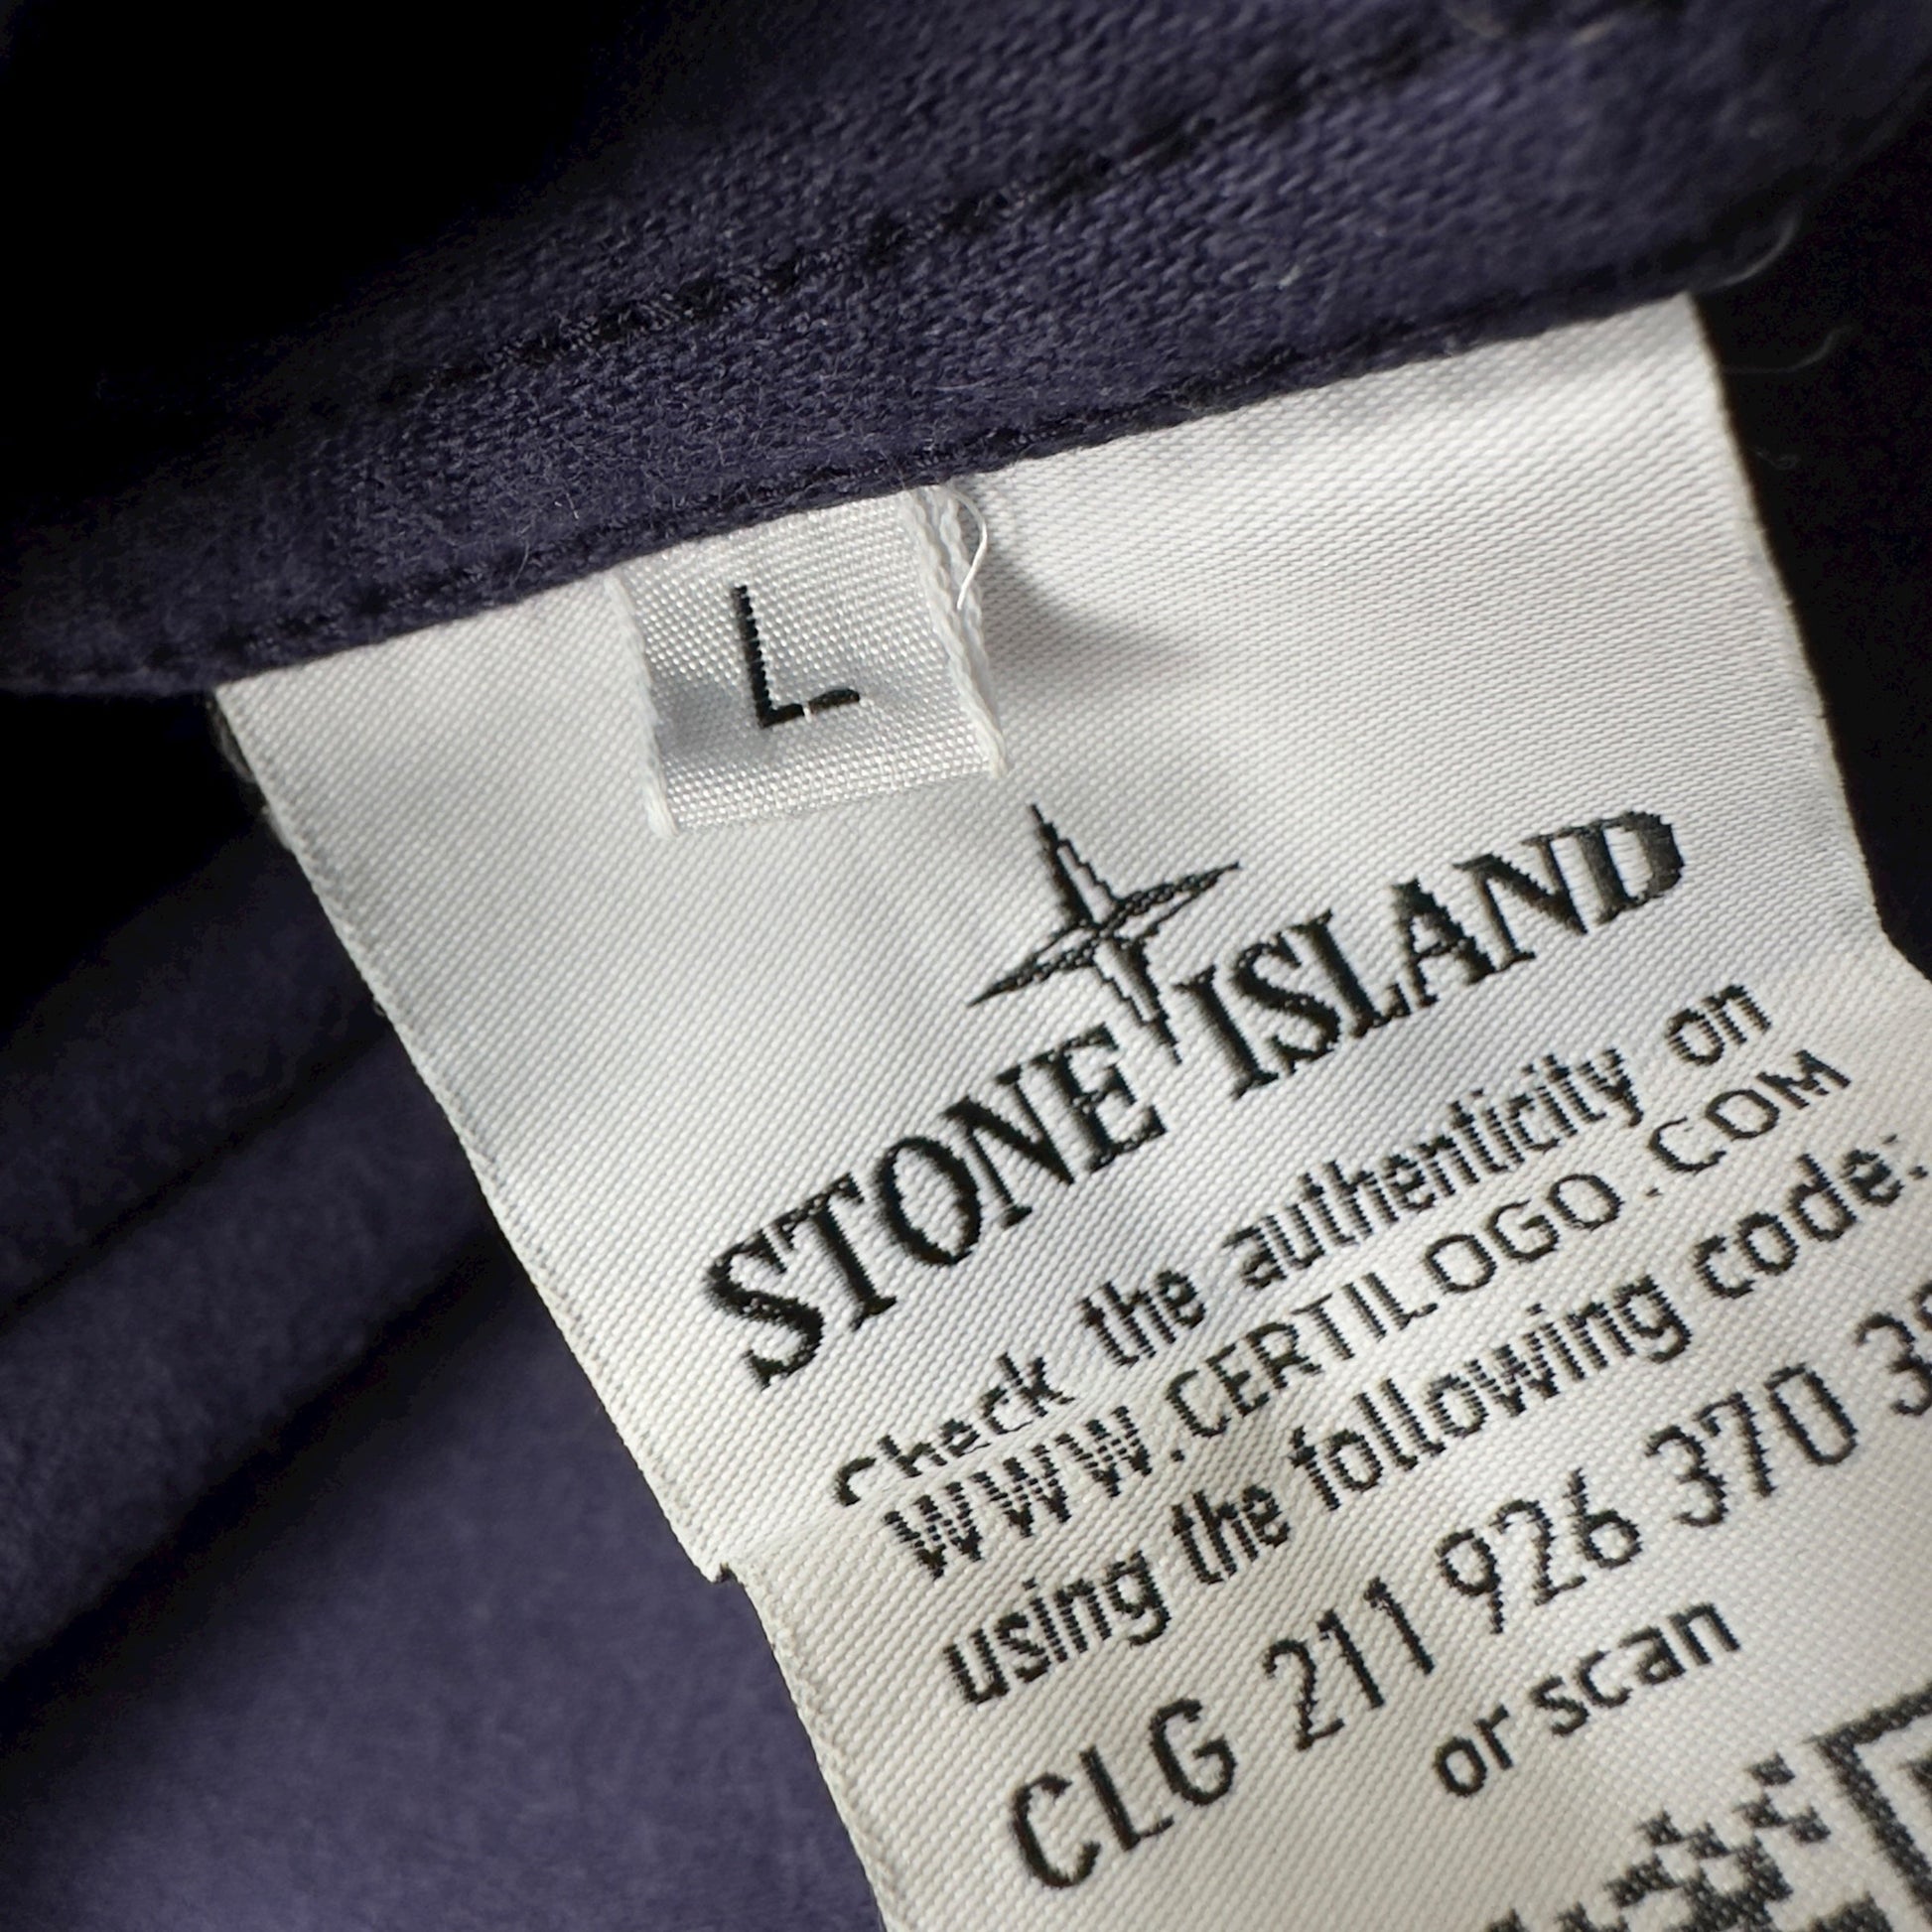 L
STONE ISLAND
Check the authenticity on
WWW.CERTILOGO.COM
using the following code:
CLG 211 926 370
or scan